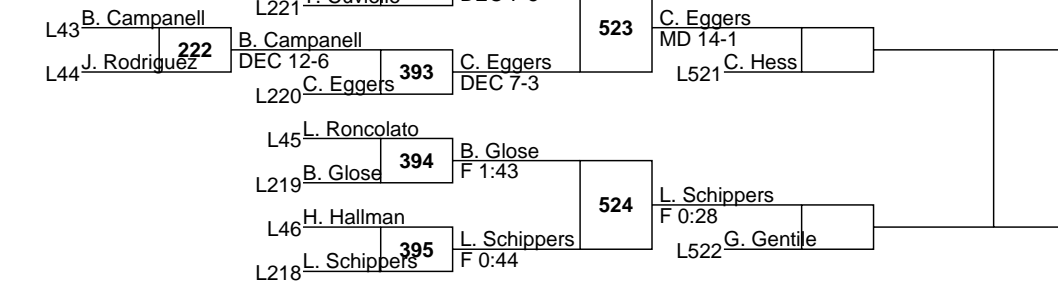 L221
523
C. Eggers
MD 14-1
L521 C. Hess
L43 B. Campanell
222
L44 J. Rodriguez
B. Campanell
DEC 12-6
393
L220 C. Eggers
C. Eggers
DEC 7-3
L45 L. Roncolato
394
L219 B. Glose
B. Glose
F 1:43
524
L46 H. Hallman
395
L218 L. Schippers
L. Schippers
F 0:44
L. Schippers
F 0:28
L522 G. Gentile